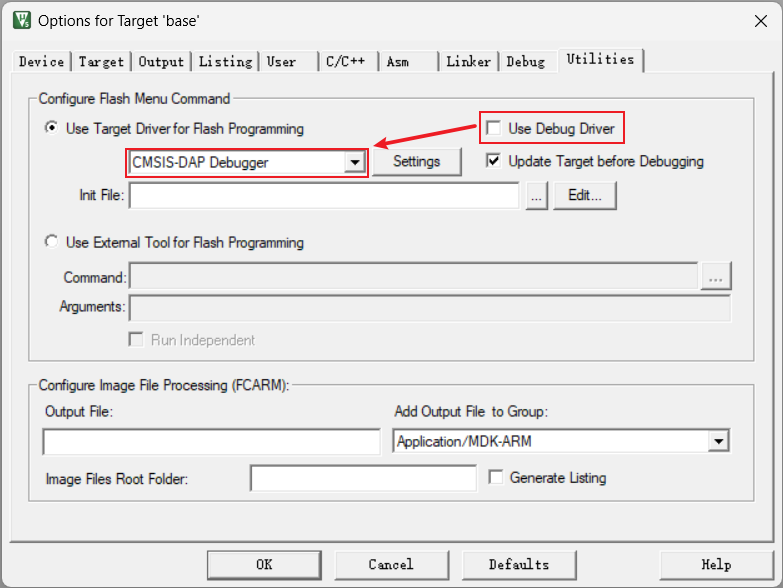 Options for Target 'base'
Device Target Output Listing User C/C++ Asm Linker Debug Utilities
Configure Flash Menu Command
Use Target Driver for Flash Programming
Use Debug Driver
CMSIS-DAP Debugger
Settings
Update Target before Debugging
Init File:
...
Edit...
Use External Tool for Flash Programming
Command:
...
Arguments:
Run Independent
Configure Image File Processing (FCARM):
Output File:
Add Output File to Group:
Application/MDK-ARM
Image Files Root Folder:
Generate Listing
OK
Cancel
Defaults
Help